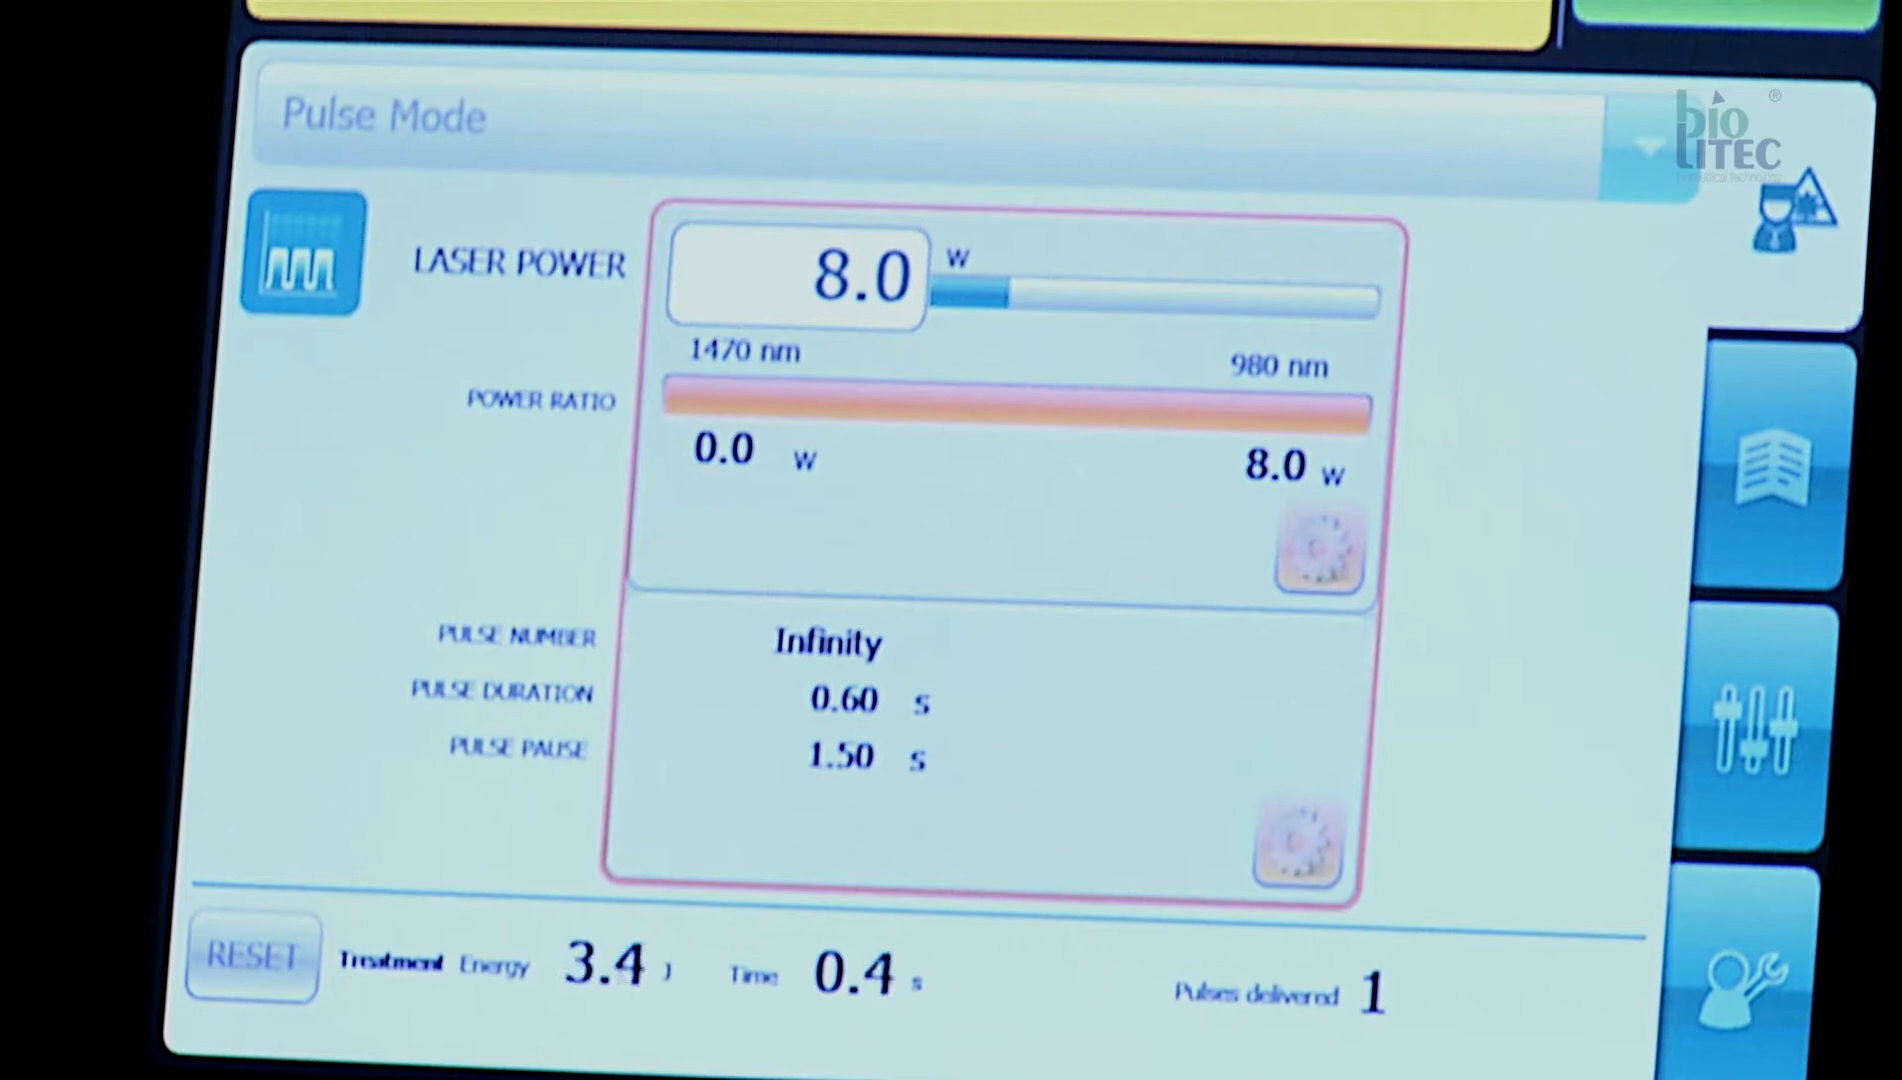 Pulse Mode
bio LITEC ®
biomedical technology
LASER POWER 8.0 W
1470 nm 980 nm
POWER RATIO
0.0 W 8.0 W
PULSE NUMBER Infinity
PULSE DURATION 0.60 s
PULSE PAUSE 1.50 s
RESET Treatment Energy 3.4 J Time 0.4 s Pulses delivered 1